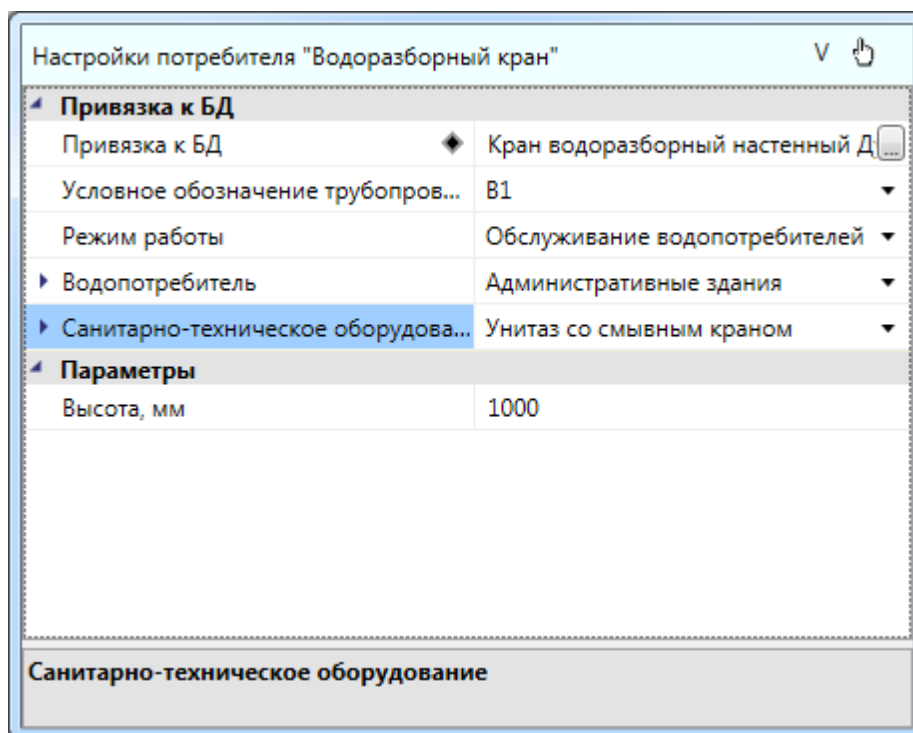 Настройки потребителя "Водоразборный кран" V
Привязка к БД
Привязка к БД Кран водоразборный настенный Д ...
Условное обозначение трубопров... В1
Режим работы Обслуживание водопотребителей
Водопотребитель Административные здания
Санитарно-техническое оборудова... Унитаз со смывным краном
Параметры
Высота, мм 1000
Санитарно-техническое оборудование